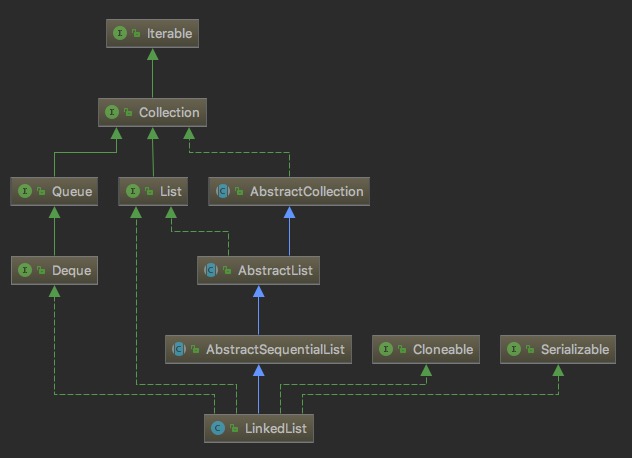 Iterable
Collection
Queue
List
AbstractCollection
Deque
AbstractList
AbstractSequentialList
Cloneable
Serializable
LinkedList